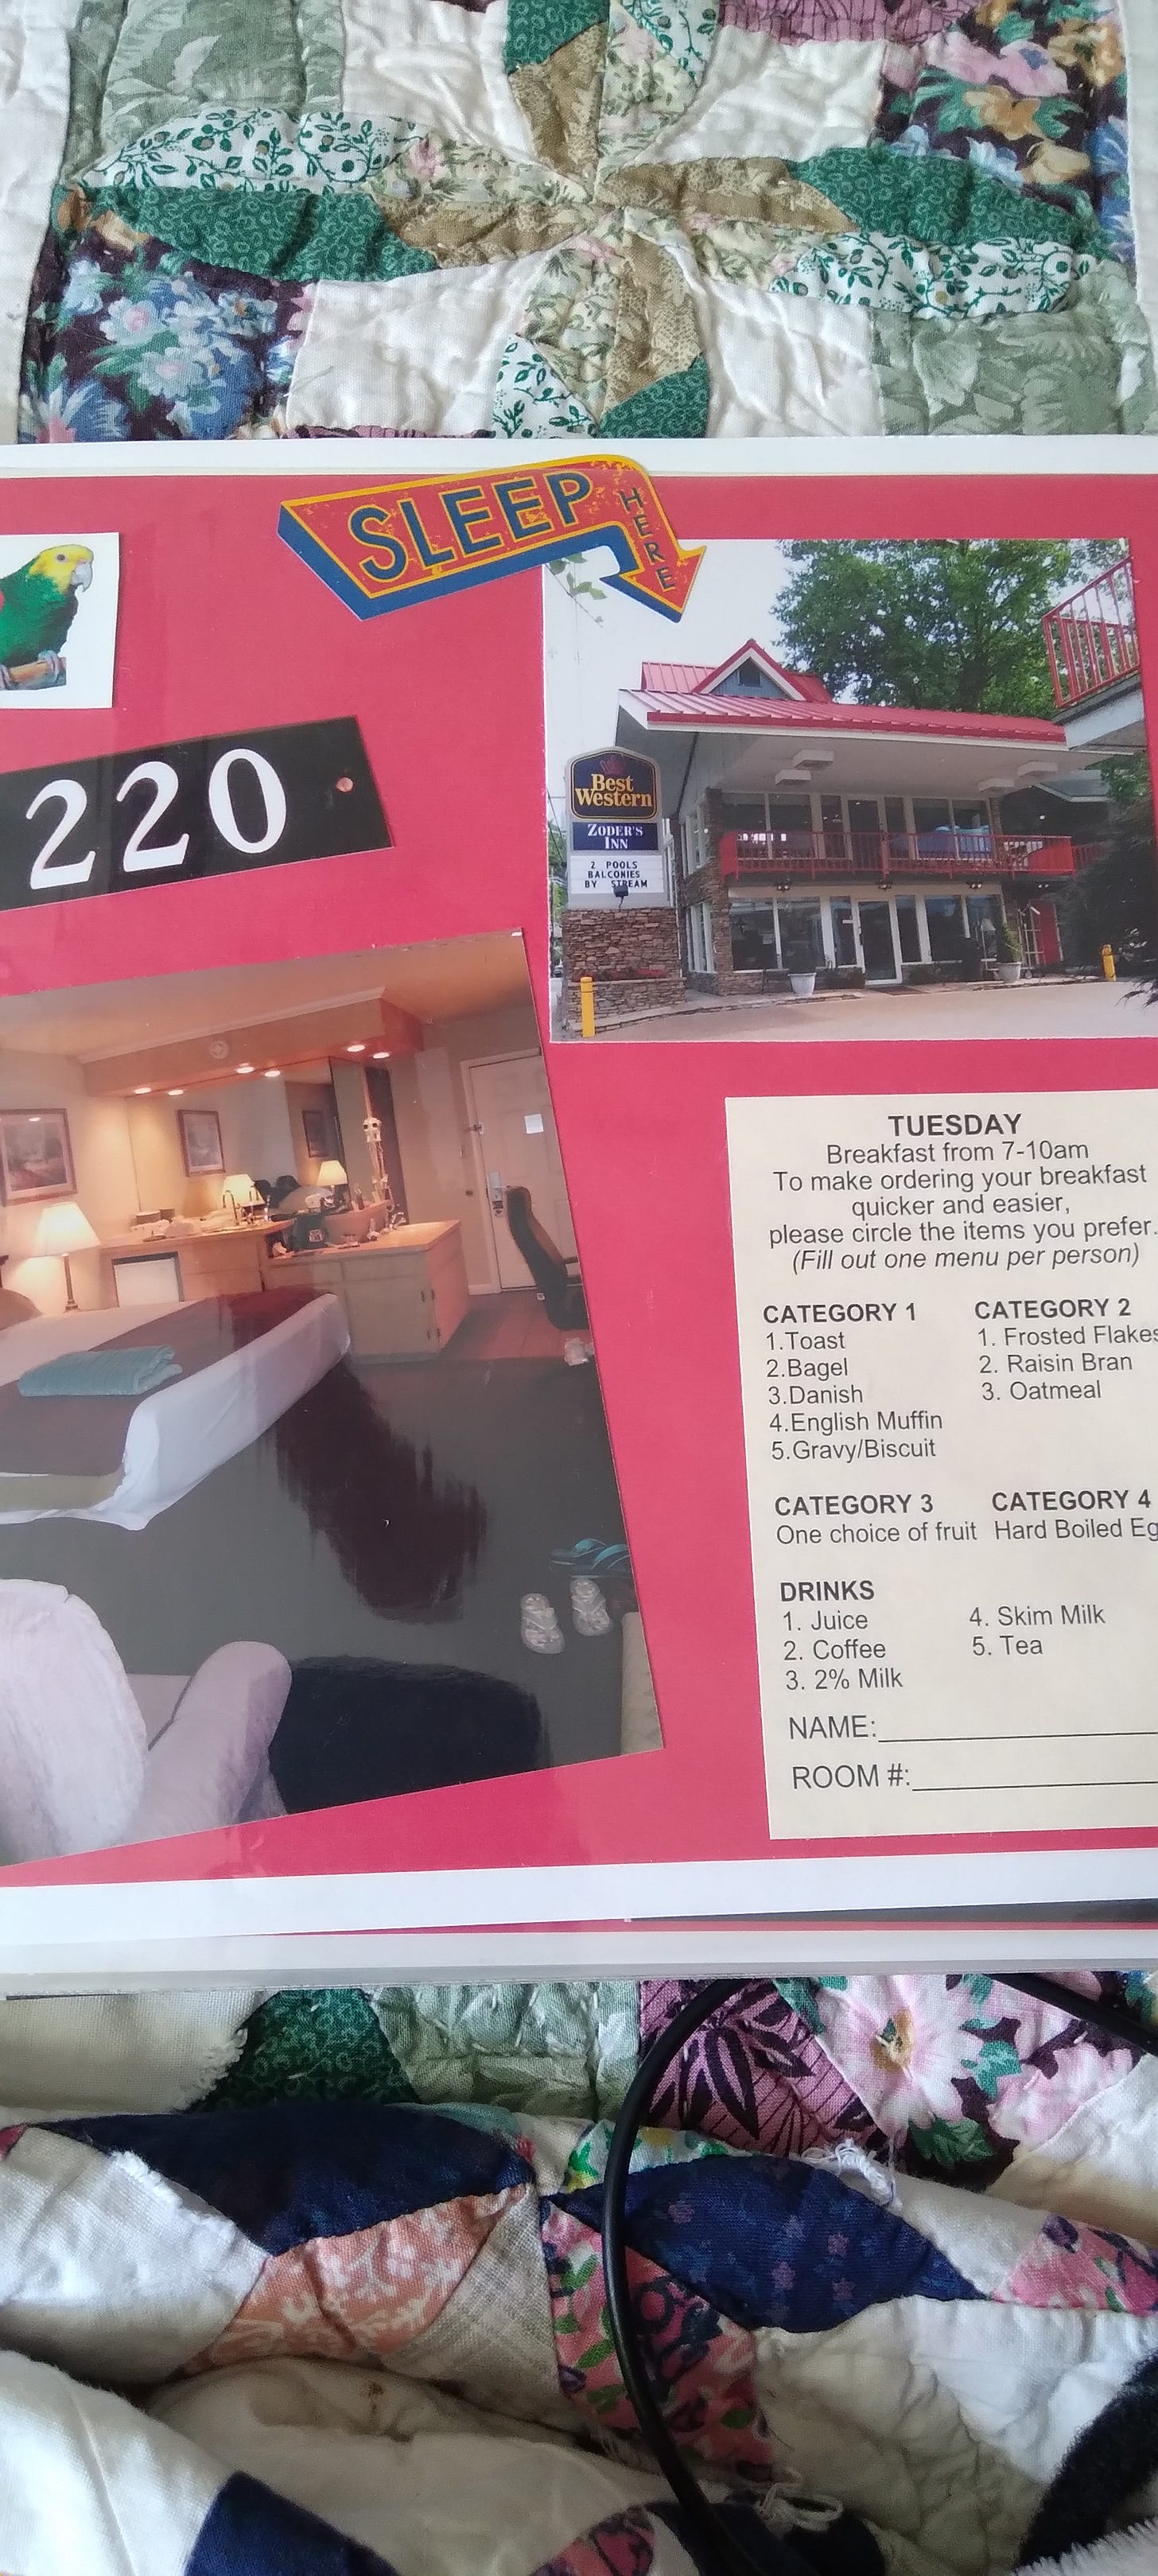 SLEEP
HERE
220
Best
Western
ZODER'S
INN
2 POOLS
BALCONIES
BY STREAM
TUESDAY
Breakfast from 7-10am
To make ordering your breakfast
quicker and easier,
please circle the items you prefer.
(Fill out one menu per person)
CATEGORY 1
1.Toast
2.Bagel
3.Danish
4.English Muffin
5.Gravy/Biscuit
CATEGORY 2
1. Frosted Flakes
2. Raisin Bran
3. Oatmeal
CATEGORY 3
One choice of fruit
CATEGORY 4
Hard Boiled Eg
DRINKS
1. Juice
2. Coffee
3. 2% Milk
4. Skim Milk
5. Tea
NAME:
ROOM #: